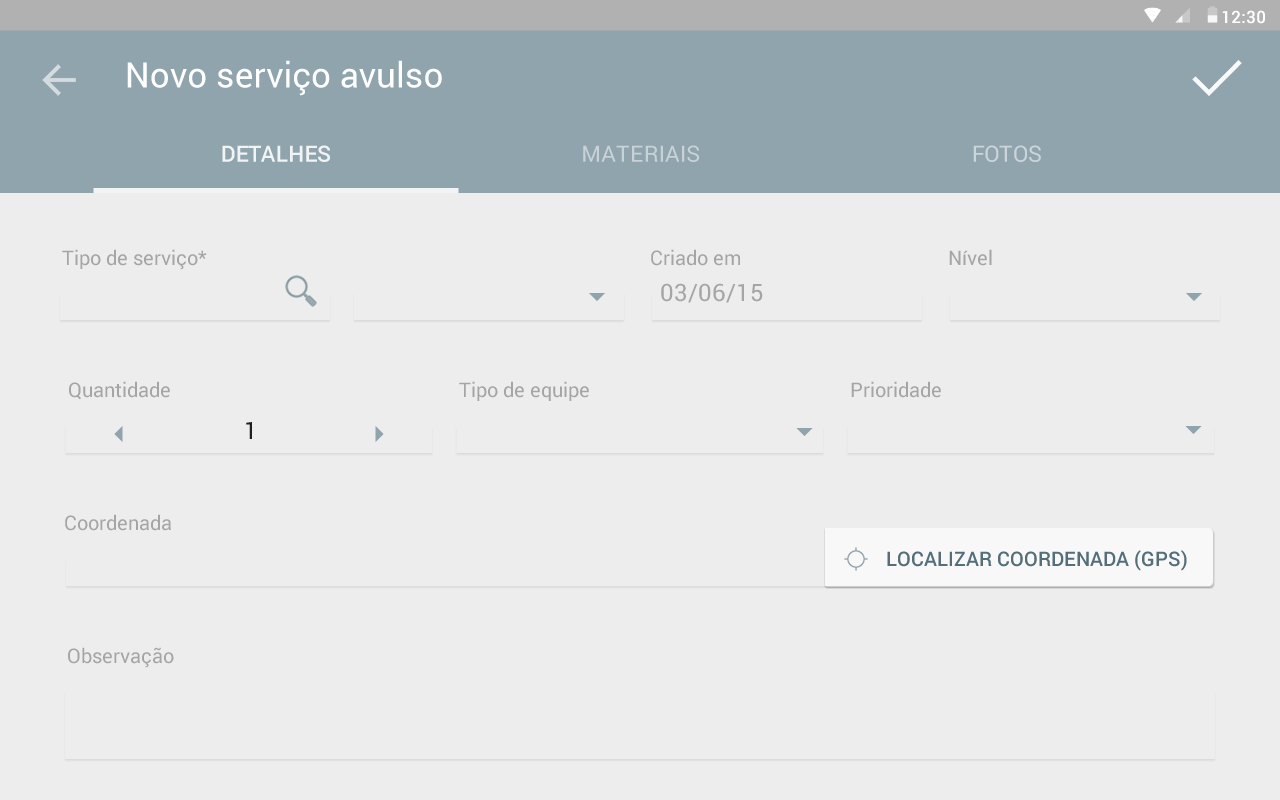 12:30
Novo serviço avulso
DETALHES
MATERIAIS
FOTOS
Tipo de serviço*
Criado em
Nível
03/06/15
Quantidade
Tipo de equipe
Prioridade
1
Coordenada
LOCALIZAR COORDENADA (GPS)
Observação